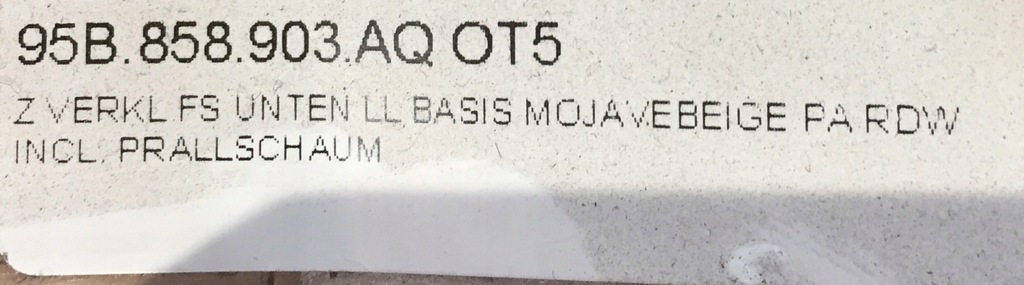 95B.858.903.AQ OT5
Z VERKL FS UNTEN LL BASIS MOJAVEBEIGE PA RDW
INCL. PRALLSCHAUM